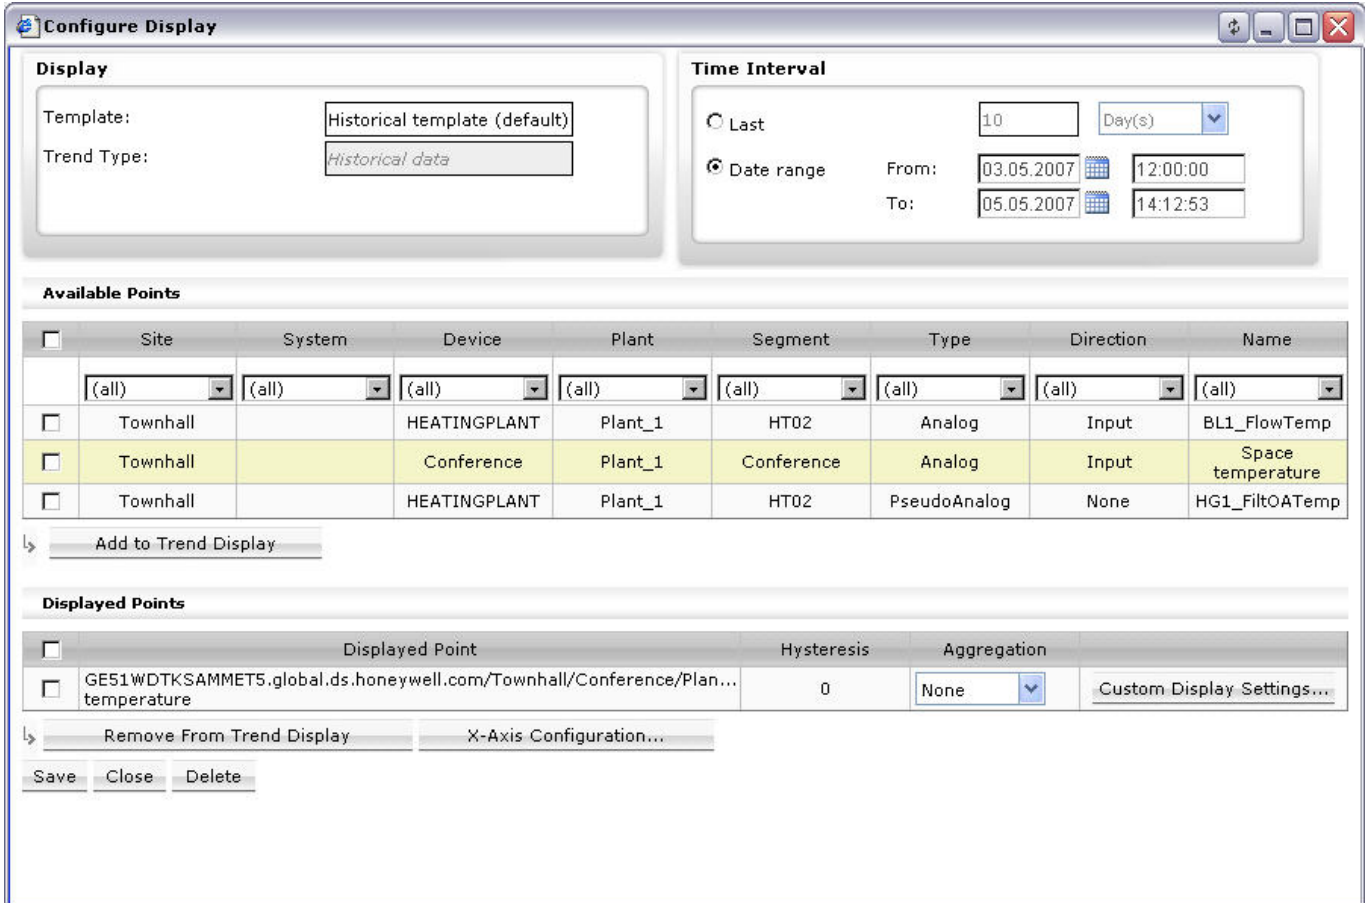 Configure Display
Display
Template: Historical template (default)
Trend Type: Historical data
Time Interval
Last 10 Day(s)
Date range From: 03.05.2007 12:00:00
To: 05.05.2007 14:12:53
Available Points
Site System Device Plant Segment Type Direction Name
(all) (all) (all) (all) (all) (all) (all) (all)
Townhall HEATINGPLANT Plant_1 HT02 Analog Input BL1_FlowTemp
Townhall Conference Plant_1 Conference Analog Input Space temperature
Townhall HEATINGPLANT Plant_1 HT02 PseudoAnalog None HG1_FiltOATemp
Add to Trend Display
Displayed Points
Displayed Point Hysteresis Aggregation
GE51WDTKSAMMET5.global.ds.honeywell.com/Townhall/Conference/Plan...
temperature 0 None Custom Display Settings...
Remove From Trend Display X-Axis Configuration...
Save Close Delete